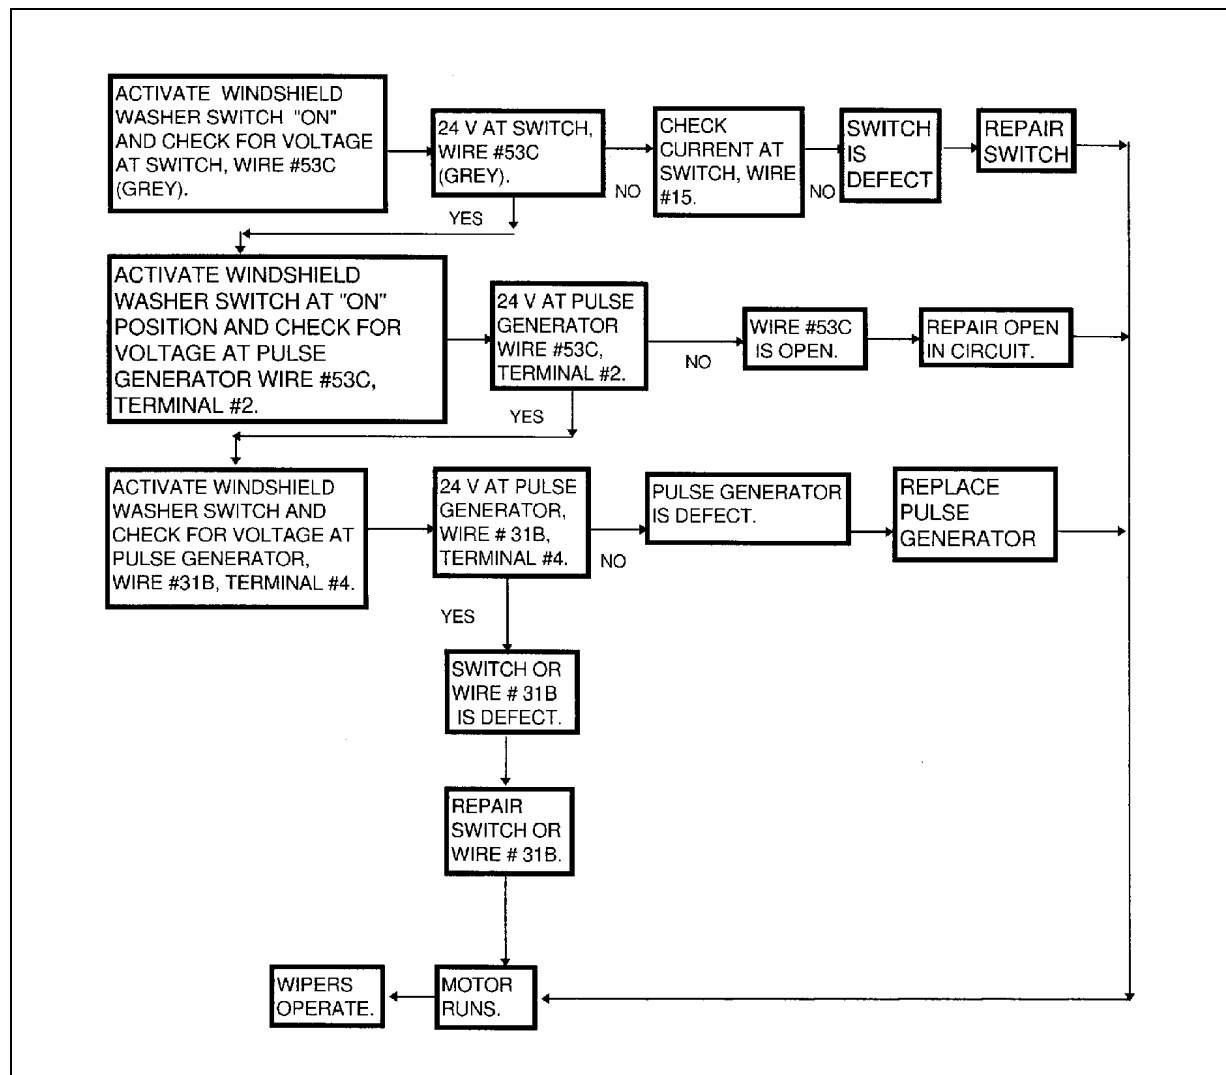 ACTIVATE WINDSHIELD
WASHER SWITCH "ON"
AND CHECK FOR VOLTAGE
AT SWITCH, WIRE #53C
(GREY).
24 V AT SWITCH,
WIRE #53C
(GREY).
NO
CHECK
CURRENT AT
SWITCH, WIRE
#15.
NO
SWITCH
IS
DEFECT
REPAIR
SWITCH
YES
ACTIVATE WINDSHIELD
WASHER SWITCH AT "ON"
POSITION AND CHECK FOR
VOLTAGE AT PULSE
GENERATOR WIRE #53C,
TERMINAL #2.
24 V AT PULSE
GENERATOR
WIRE #53C,
TERMINAL #2.
NO
WIRE #53C
IS OPEN.
REPAIR OPEN
IN CIRCUIT.
YES
ACTIVATE WINDSHIELD
WASHER SWITCH AND
CHECK FOR VOLTAGE AT
PULSE GENERATOR,
WIRE #31B, TERMINAL #4.
24 V AT PULSE
GENERATOR,
WIRE # 31B,
TERMINAL #4.
NO
PULSE GENERATOR
IS DEFECT.
REPLACE
PULSE
GENERATOR
YES
SWITCH OR
WIRE # 31B
IS DEFECT.
REPAIR
SWITCH OR
WIRE # 31B.
WIPERS
OPERATE.
MOTOR
RUNS.